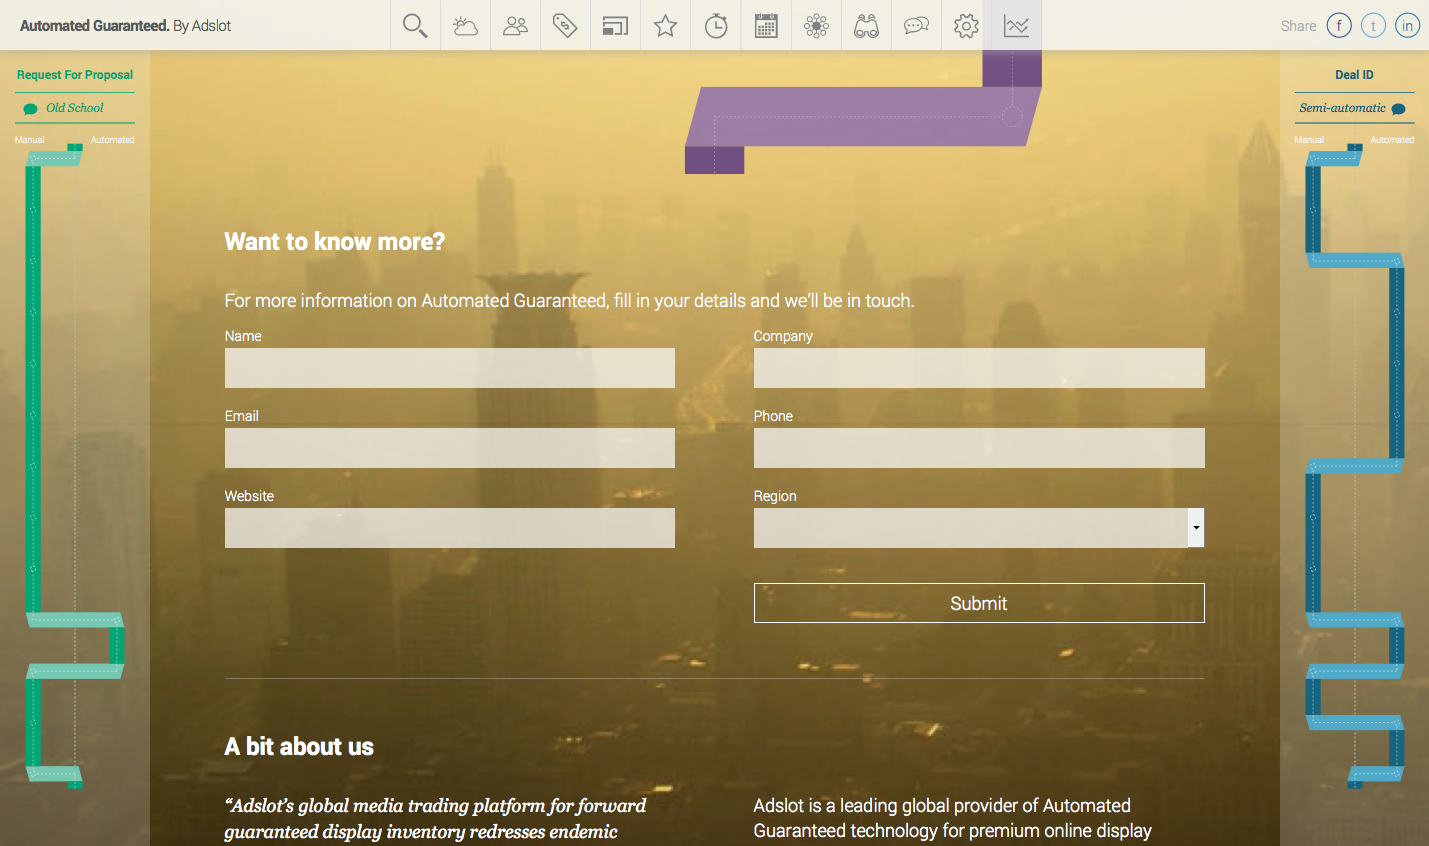 Automated Guaranteed. By Adslot
Share f t in
Request For Proposal
Old School
Manual Automated
Deal ID
Semi-automatic
Manual Automated
Want to know more?
For more information on Automated Guaranteed, fill in your details and we'll be in touch.
Name
Company
Email
Phone
Website
Region
Submit
A bit about us
“Adslot's global media trading platform for forward
guaranteed display inventory redresses endemic
Adslot is a leading global provider of Automated
Guaranteed technology for premium online display